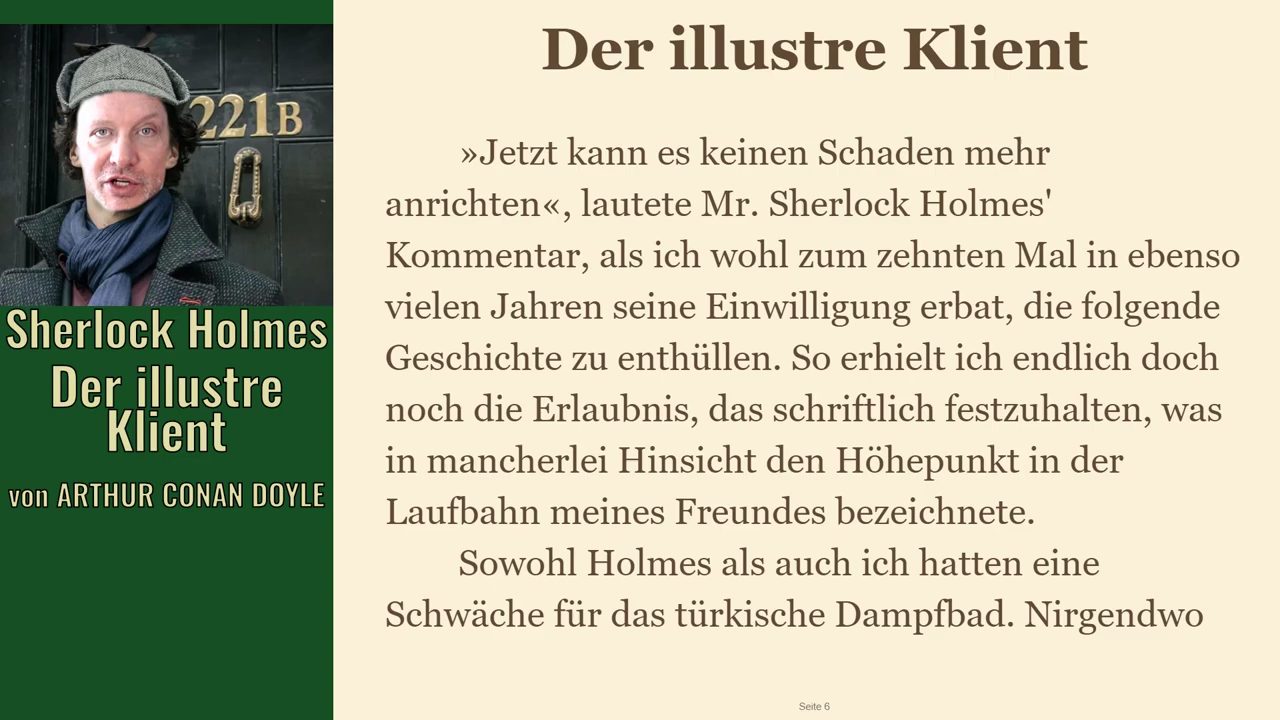 221B
Sherlock Holmes
Der illustre
Klient
von ARTHUR CONAN DOYLE
Der illustre Klient
»Jetzt kann es keinen Schaden mehr
anrichten«, lautete Mr. Sherlock Holmes'
Kommentar, als ich wohl zum zehnten Mal in ebenso
vielen Jahren seine Einwilligung erbat, die folgende
Geschichte zu enthüllen. So erhielt ich endlich doch
noch die Erlaubnis, das schriftlich festzuhalten, was
in mancherlei Hinsicht den Höhepunkt in der
Laufbahn meines Freundes bezeichnete.
Sowohl Holmes als auch ich hatten eine
Schwäche für das türkische Dampfbad. Nirgendwo
Seite 6